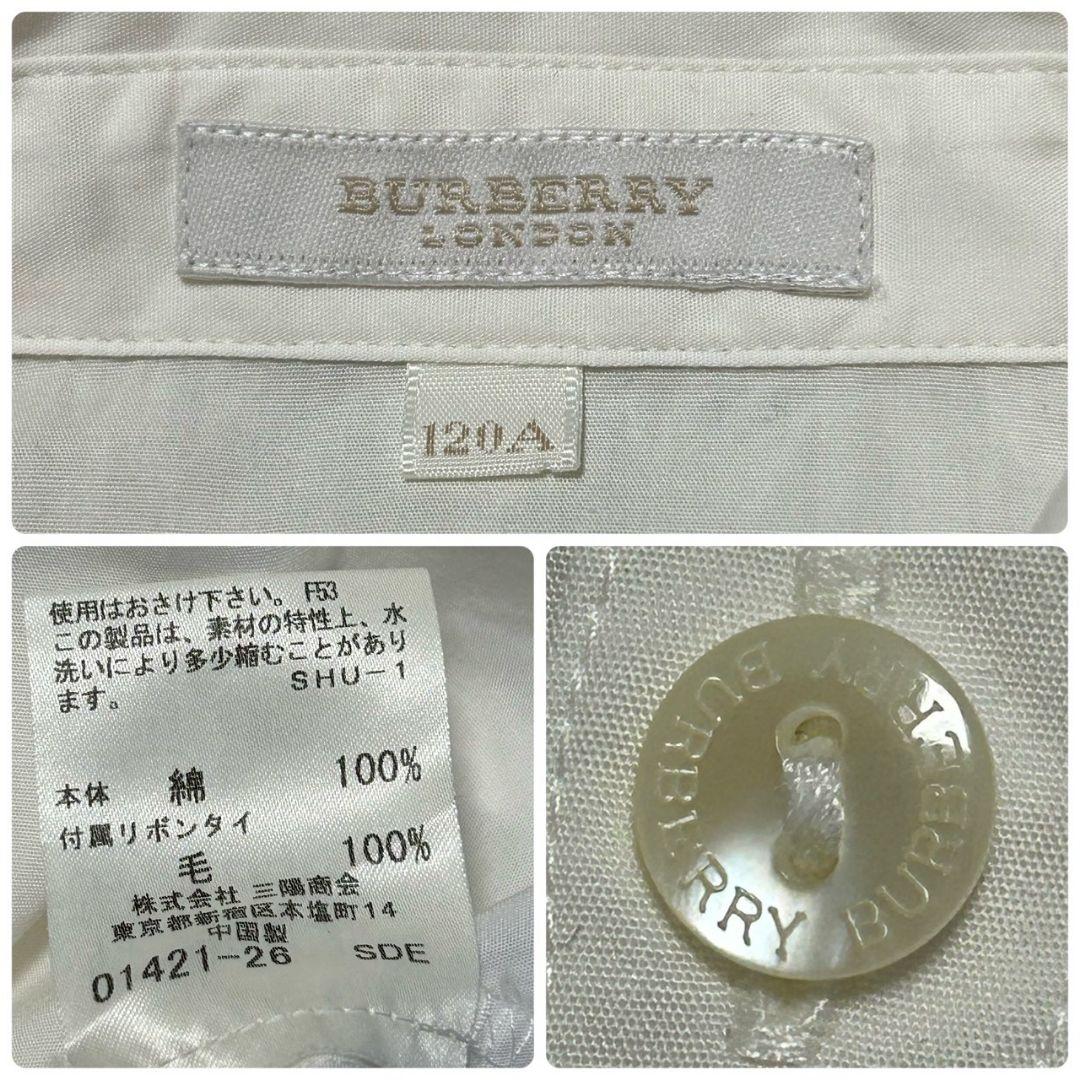 BURBERRY
LONDON
120A
使用はおさけ下さい。 F53
この製品は、素材の特性上、水
洗いにより多少縮むことがあり
ます。 SHU-1
本体 綿 100%
付属リボンタイ
毛 100%
株式会社 三陽商会
東京都新宿区本塩町14
中国製
01421-26 SDE
BURBERRY BURBERRY